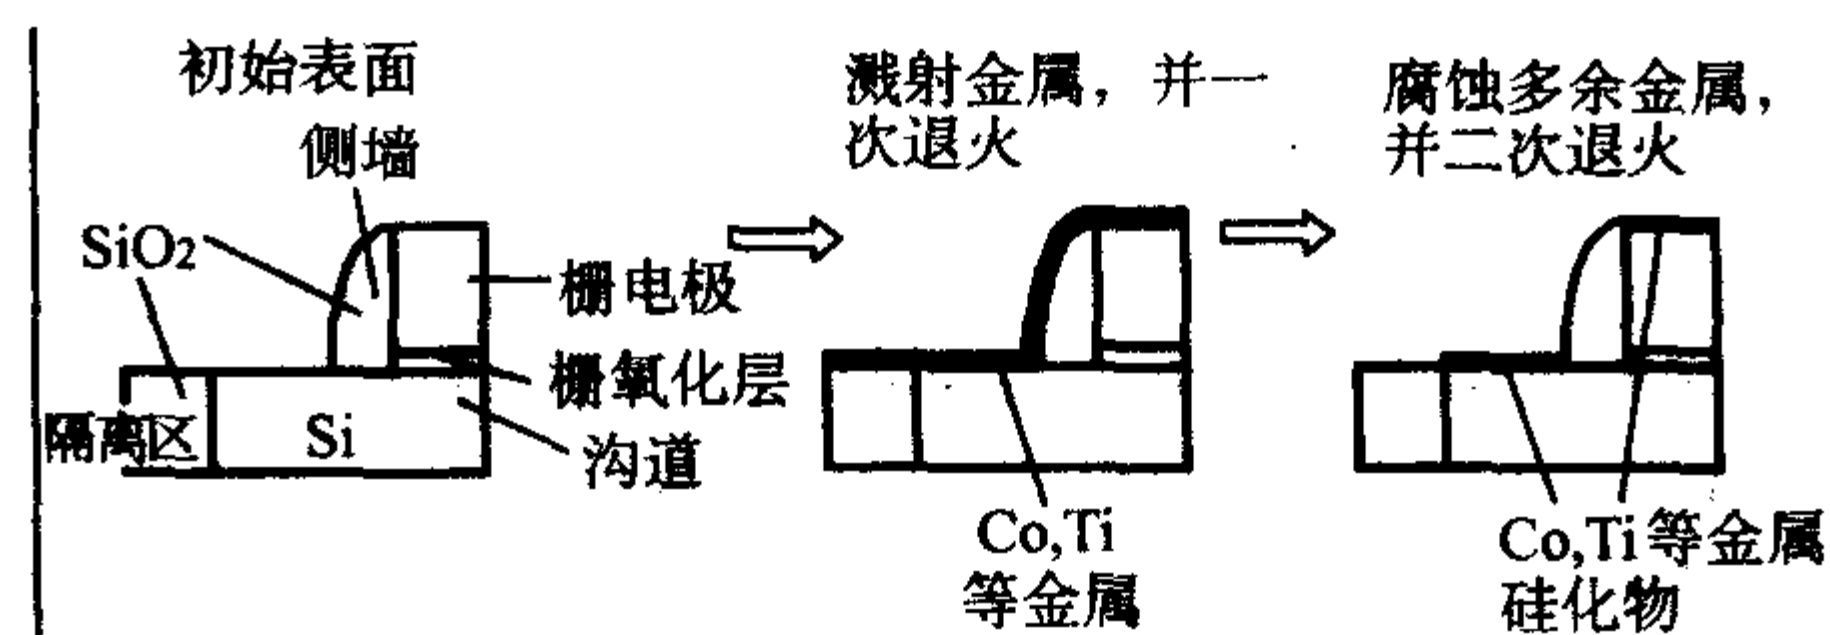 初始表面
侧墙
SiO2
栅电极
栅氧化层
隔离区
Si
沟道
溅射金属，并一
次退火
Co,Ti
等金属
腐蚀多余金属，
并二次退火
Co,Ti等金属
硅化物